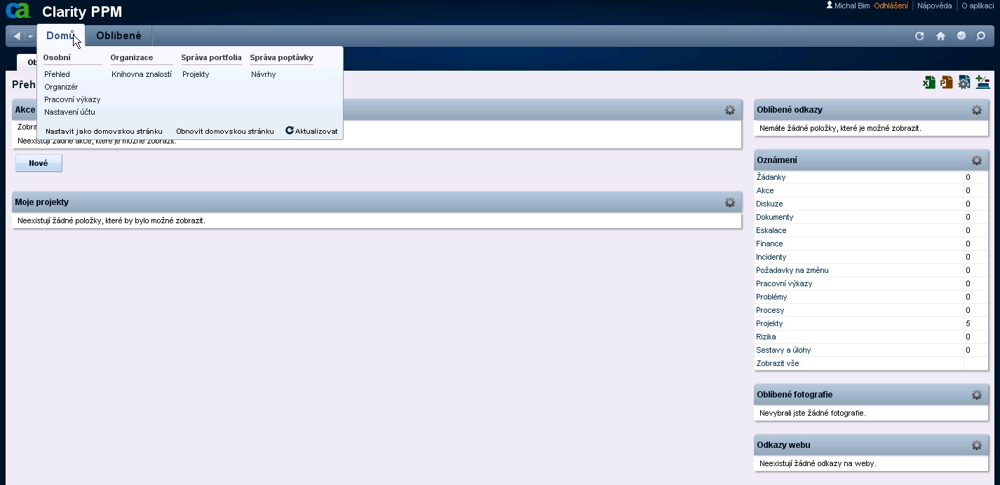 ca Clarity PPM
Michal Bim Odhlášení Nápověda O aplikaci
Domů Oblíbené
Osobní Organizace Správa portfolia Správa poptávky
Přehled Knihovna znalostí Projekty Návrhy
Organizér
Pracovní výkazy
Nastavení účtu
Nastavit jako domovskou stránku Obnovit domovskou stránku Aktualizovat
Ob
Přeh
Akce
Zobra
Neexistují žádné akce, které je možné zobrazit.
Nové
Moje projekty
Neexistují žádné položky, které by bylo možné zobrazit.
Oblíbené odkazy
Nemáte žádné položky, které je možné zobrazit.
Oznámení
Žádanky 0
Akce 0
Diskuze 0
Dokumenty 0
Eskalace 0
Finance 0
Incidenty 0
Požadavky na změnu 0
Pracovní výkazy 0
Problémy 0
Procesy 0
Projekty 5
Rizika 0
Sestavy a úlohy 0
Zobrazit vše
Oblíbené fotografie
Nevybrali jste žádné fotografie.
Odkazy webu
Neexistují žádné odkazy na weby.